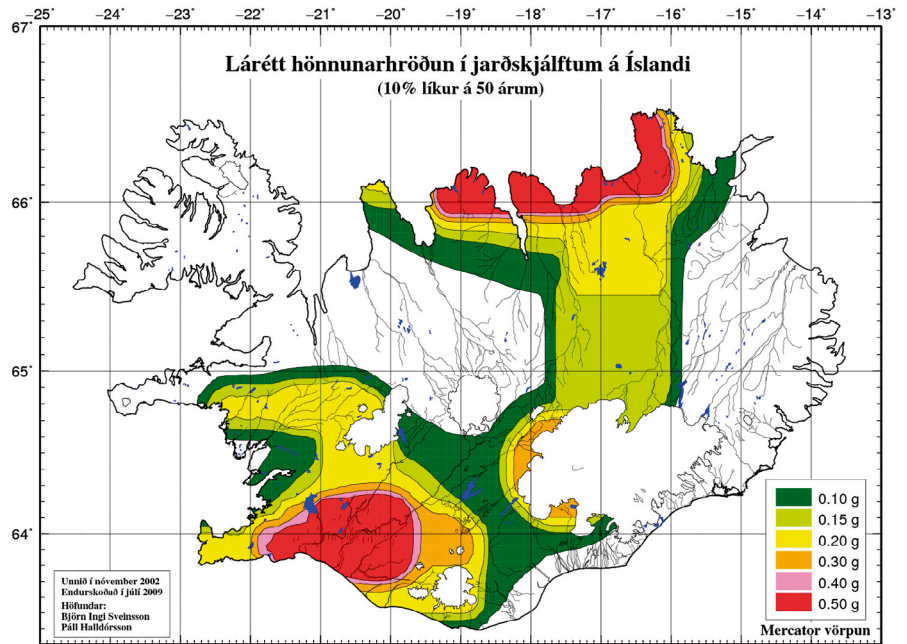 −25° −24° −23° −22° −21° −20° −19° −18° −17° −16° −15° −14° −13°
67°
Lárétt hönnunarhröðun í jarðskjálftum á Íslandi
(10% líkur á 50 árum)
66°
65°
64°
0.10 g
0.15 g
0.20 g
0.30 g
0.40 g
0.50 g
Mercator vörpun
Unnið í nóvember 2002
Endurskoðað í júlí 2009
Höfundar:
Björn Ingi Sveinsson
Páll Halldórsson